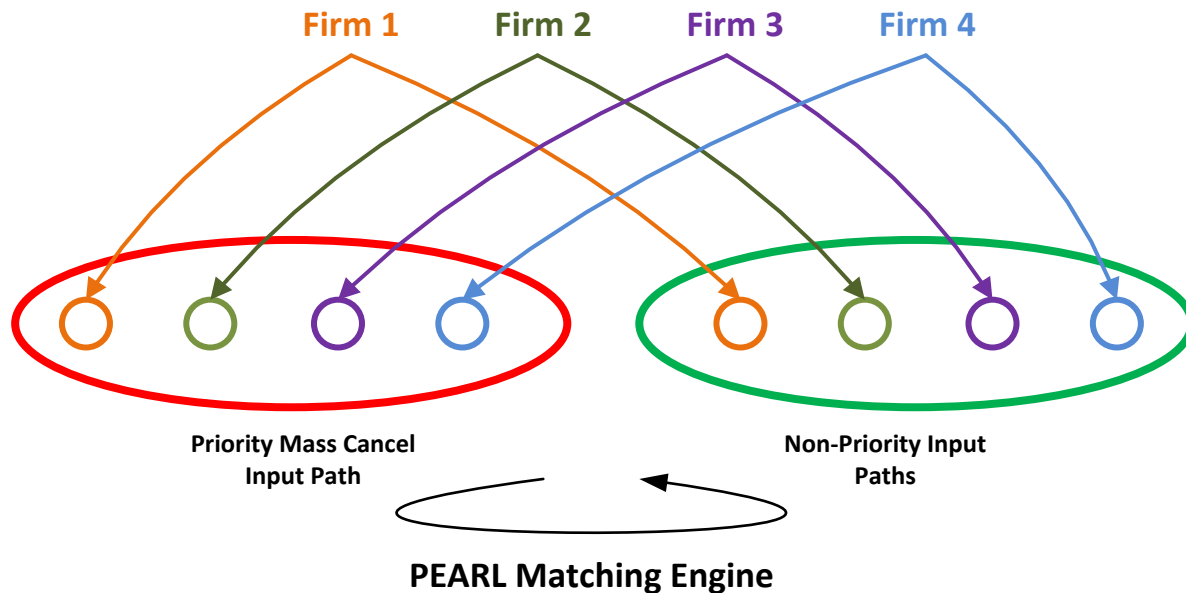 Firm 1
Firm 2
Firm 3
Firm 4
Priority Mass Cancel
Input Path
Non-Priority Input
Paths
PEARL Matching Engine